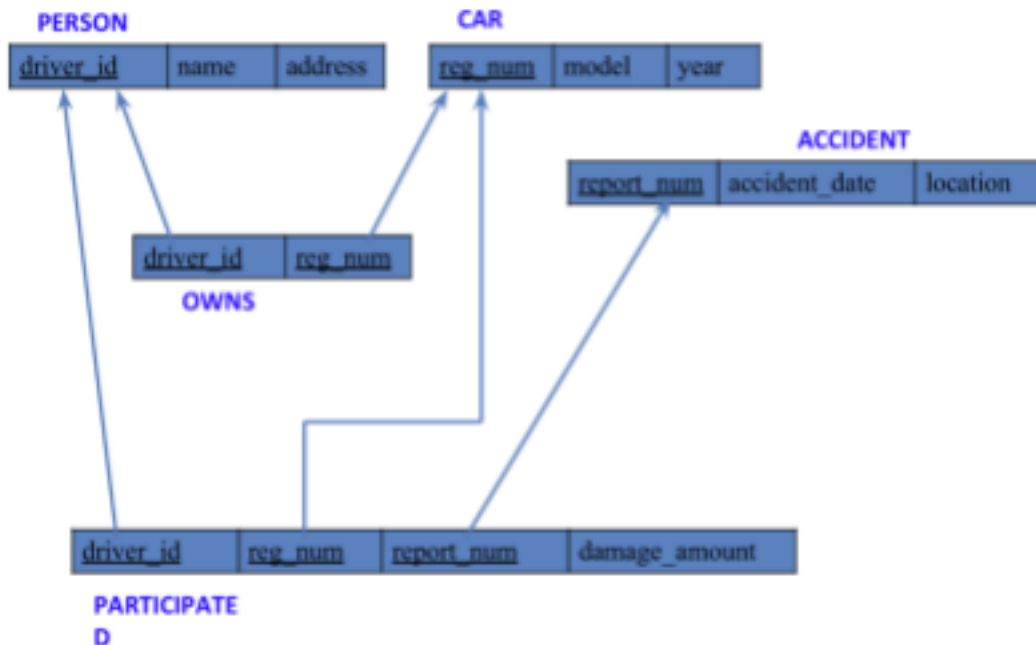 PERSON
driver_id name address
CAR
reg_num model year
ACCIDENT
report_num accident_date location
driver_id reg_num
OWNS
driver_id reg_num report_num damage_amount
PARTICIPATE
D